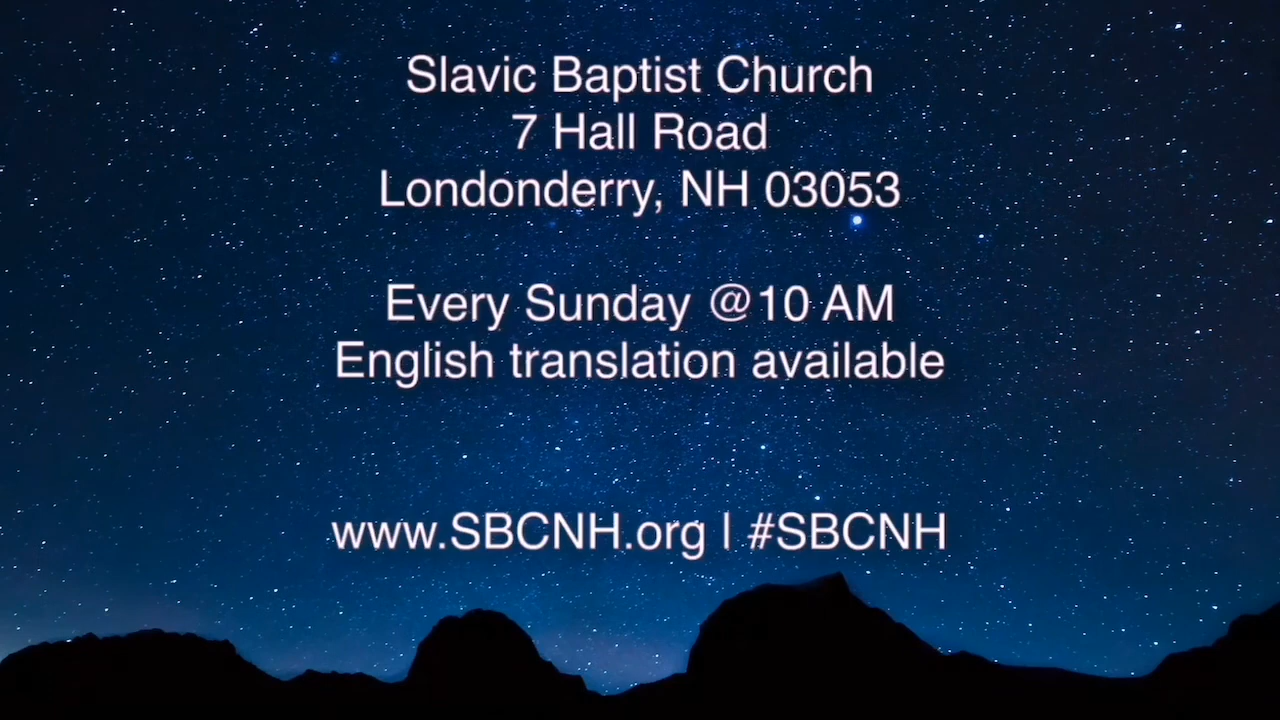 Slavic Baptist Church
7 Hall Road
Londonderry, NH 03053
Every Sunday @10 AM
English translation available
www.SBCNH.org | #SBCNH